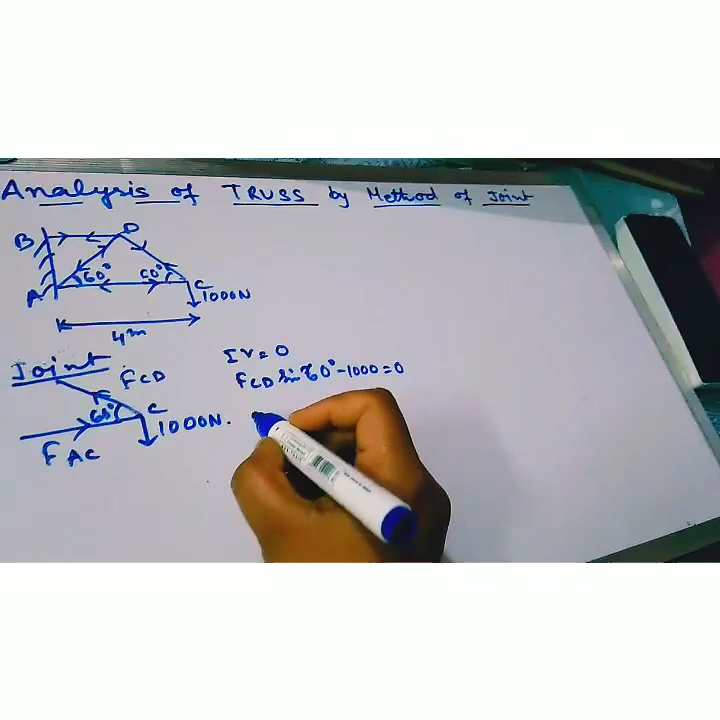 Analysis of TRUSS by Method of Joint
B D
60° 60°
A C
1000N
4m
Joint
FCD
60° C
1000N.
FAC
ΣV = 0
FCD sin 60° - 1000 = 0